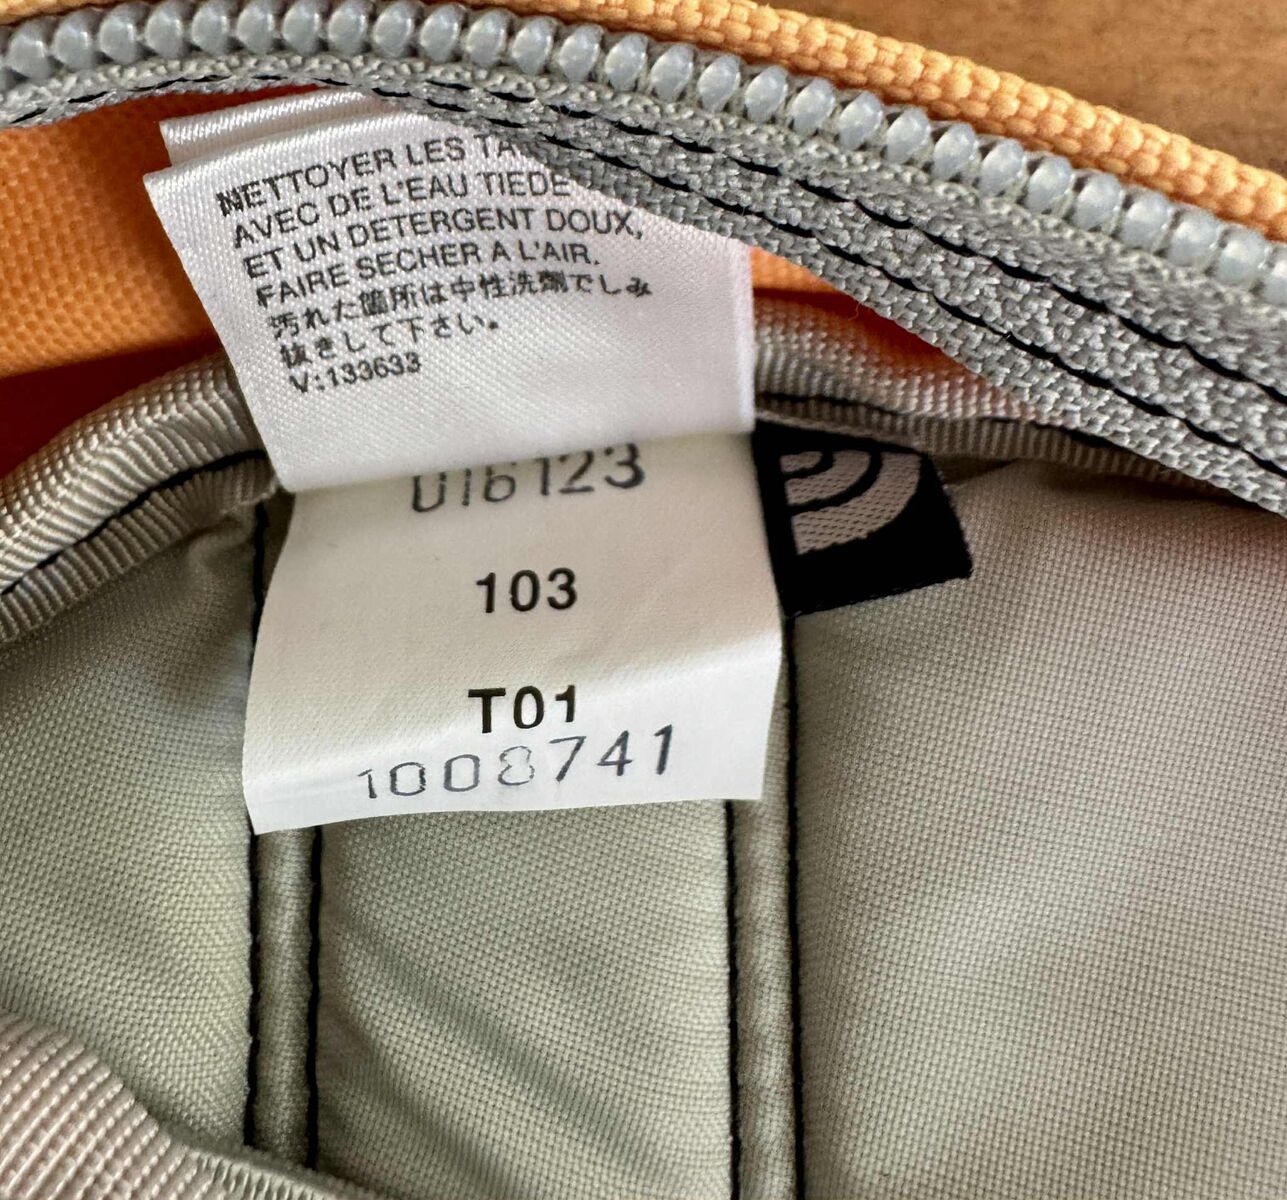 NETTOYER LES
AVEC DE L'EAU TIEDE
ET UN DETERGENT DOUX,
FAIRE SECHER A L'AIR.
汚れた箇所は中性洗剤でしみ
抜きして下さい。
V:133633
016123
103
T01
1008741